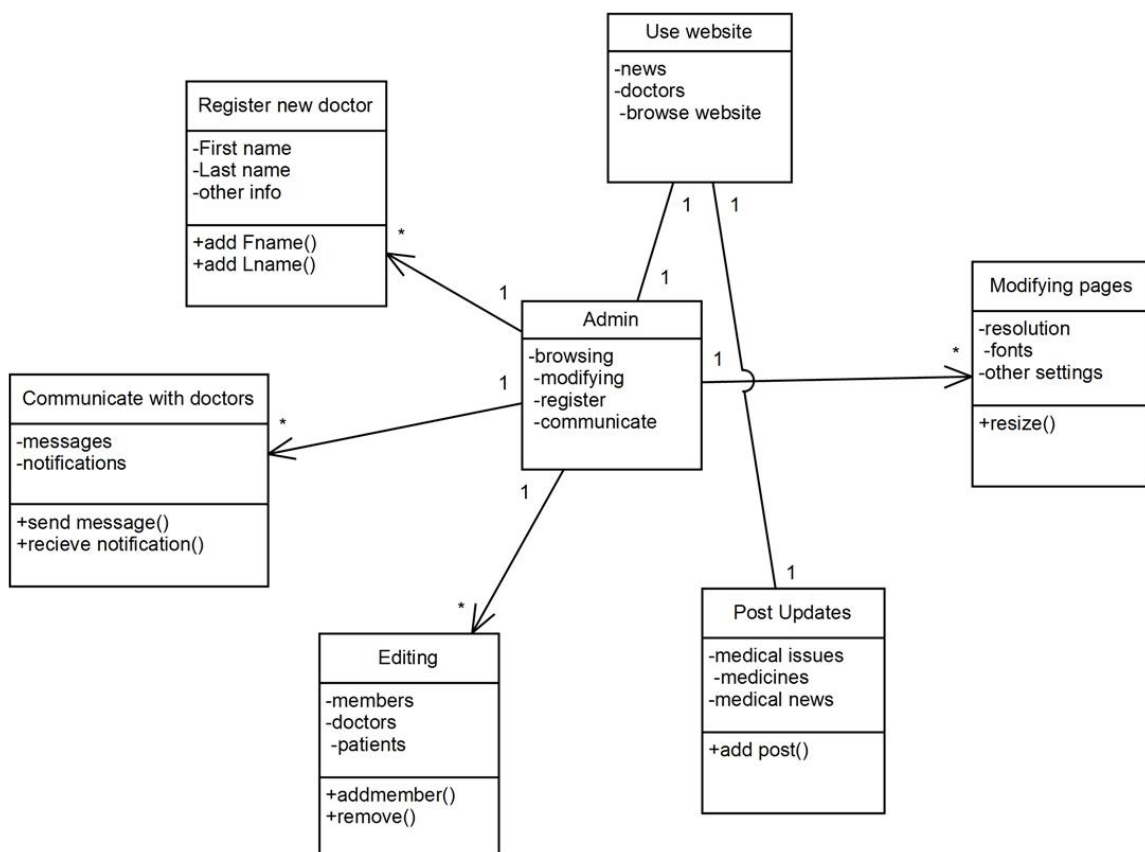 Use website
-news
-doctors
-browse website
Register new doctor
-First name
-Last name
-other info
+add Fname()
+add Lname()
*
1
1
1
1
Modifying pages
-resolution
-fonts
-other settings
+resize()
*
1
Admin
-browsing
-modifying
-register
-communicate
1
*
Communicate with doctors
-messages
-notifications
+send message()
+recieve notification()
1
*
Editing
-members
-doctors
-patients
+addmember()
+remove()
1
Post Updates
-medical issues
-medicines
-medical news
+add post()